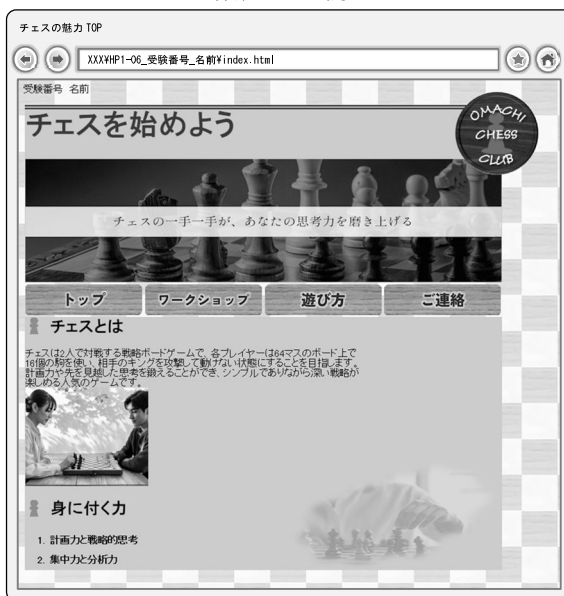 チェスの魅力 TOP
XXX¥HP1-06_受験番号_名前¥index.html
受験番号 名前
OMACHI
CHESS
CLUB
チェスを始めよう
チェスの一手一手が、あなたの思考力を磨き上げる
トップ ワークショップ 遊び方 ご連絡
チェスとは
チェスは2人で対戦する戦略ボードゲームで、各プレイヤーは64マスのボード上で
16個の駒を使い、相手のキングを攻撃して動けない状態にすることを目指します。
計画力や先を見越した思考を鍛えることができ、シンプルでありながら深い戦略が
楽しめる人気のゲームです。
身に付く力
1. 計画力と戦略的思考
2. 集中力と分析力